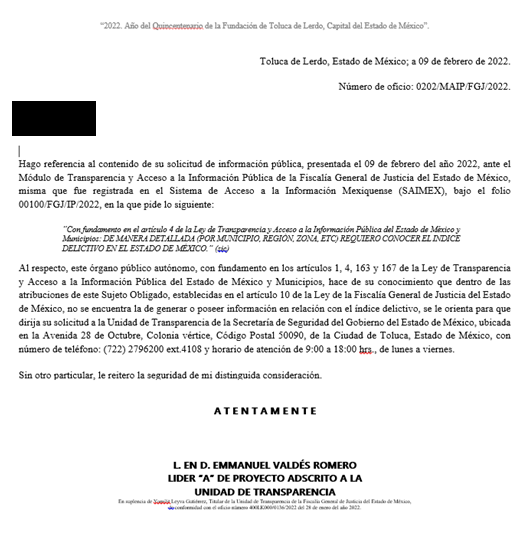 “2022. Año del Quincentenario de la Fundación de Toluca de Lerdo, Capital del Estado de México”.
Toluca de Lerdo, Estado de México; a 09 de febrero de 2022.
Número de oficio: 0202/MAIP/FGJ/2022.
Hago referencia al contenido de su solicitud de información pública, presentada el 09 de febrero del año 2022, ante el
Módulo de Transparencia y Acceso a la Información Pública de la Fiscalía General de Justicia del Estado de México,
misma que fue registrada en el Sistema de Acceso a la Información Mexiquense (SAIMEX), bajo el folio
00100/FGJ/IP/2022, en la que pide lo siguiente:
“Con fundamento en el artículo 4 de la Ley de Transparencia y Acceso a la Información Pública del Estado de México y
Municipios: DE MANERA DETALLADA (POR MUNICIPIO, REGION, ZONA, ETC) REQUIERO CONOCER EL INDICE
DELICTIVO EN EL ESTADO DE MÉXICO.” (sic)
Al respecto, este órgano público autónomo, con fundamento en los artículos 1, 4, 163 y 167 de la Ley de Transparencia
y Acceso a la Información Pública del Estado de México y Municipios, hace de su conocimiento que dentro de las
atribuciones de este Sujeto Obligado, establecidas en el artículo 10 de la Ley de la Fiscalía General de Justicia del Estado
de México, no se encuentra la de generar o poseer información en relación con el índice delictivo, se le orienta para que
dirija su solicitud a la Unidad de Transparencia de la Secretaría de Seguridad del Gobierno del Estado de México, ubicada
en la Avenida 28 de Octubre, Colonia vértice, Código Postal 50090, de la Ciudad de Toluca, Estado de México, con
número de teléfono: (722) 2796200 ext.4108 y horario de atención de 9:00 a 18:00 hrs., de lunes a viernes.
Sin otro particular, le reitero la seguridad de mi distinguida consideración.
A T E N T A M E N T E
L. EN D. EMMANUEL VALDÉS ROMERO
LIDER “A” DE PROYECTO ADSCRITO A LA
UNIDAD DE TRANSPARENCIA
En suplencia de Yamilé Leyva Gutiérrez, Titular de la Unidad de Transparencia de la Fiscalía General de Justicia del Estado de México,
de conformidad con el oficio número 400LK000/0136/2022 del 28 de enero del año 2022.